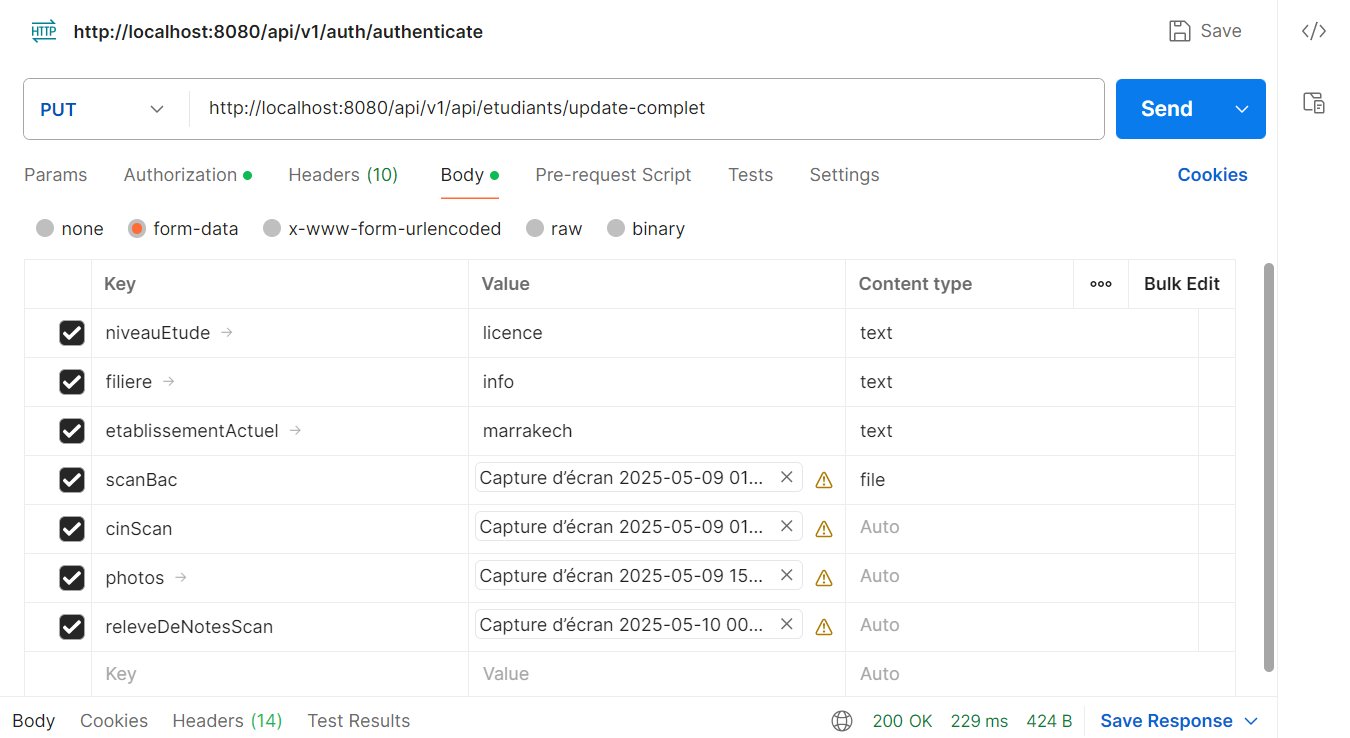 HTTP http://localhost:8080/api/v1/auth/authenticate Save
PUT http://localhost:8080/api/v1/api/etudiants/update-complet Send
Params Authorization Headers (10) Body Pre-request Script Tests Settings Cookies
none form-data x-www-form-urlencoded raw binary
Key Value Content type Bulk Edit
niveauEtude licence text
filiere info text
etablissementActuel marrakech text
scanBac Capture d’écran 2025-05-09 01... file
cinScan Capture d’écran 2025-05-09 01... Auto
photos Capture d’écran 2025-05-09 15... Auto
releveDeNotesScan Capture d’écran 2025-05-10 00... Auto
Key Value Auto
Body Cookies Headers (14) Test Results 200 OK 229 ms 424 B Save Response